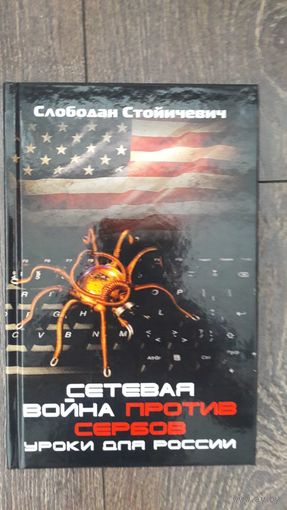 Слободан Стойичевич
СЕТЕВАЯ
ВОЙНА ПРОТИВ
СЕРБОВ
УРОКИ ДЛЯ РОССИИ